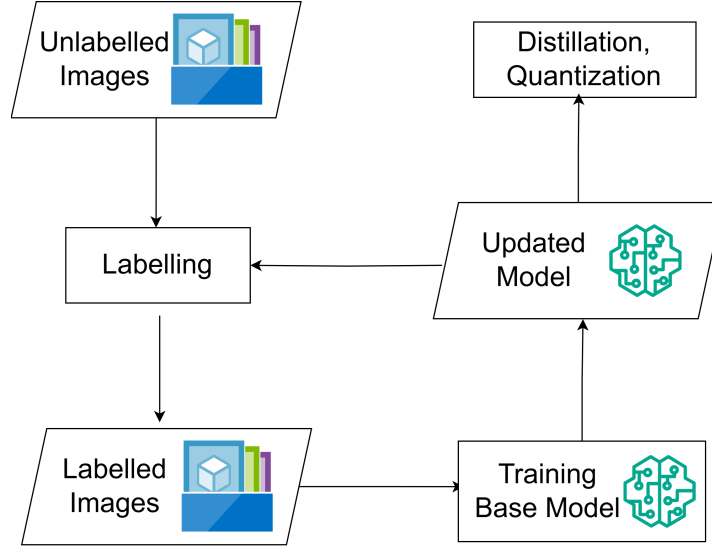 Unlabelled
Images
Distillation,
Quantization
Labelling
Updated
Model
Labelled
Images
Training
Base Model